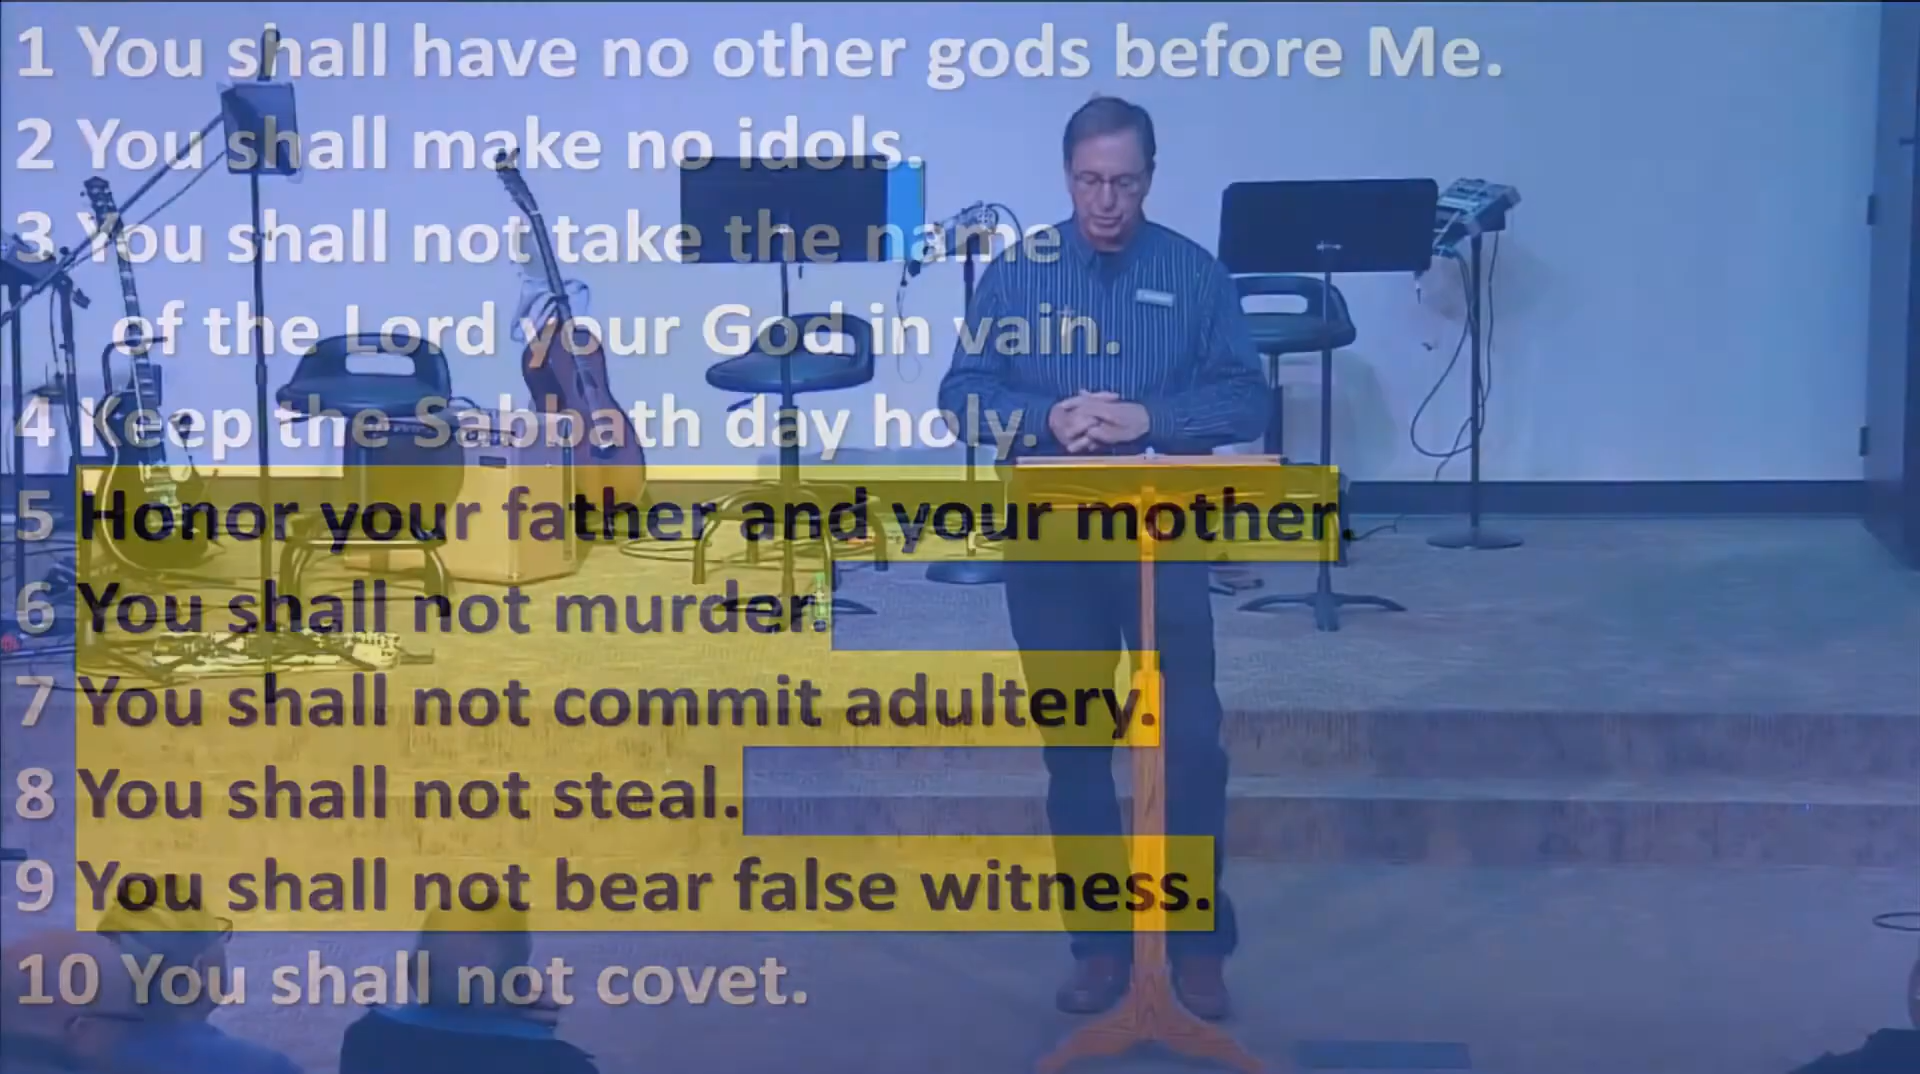 1 You shall have no other gods before Me.
2 You shall make no idols.
3 You shall not take the name
of the Lord your God in vain.
4 Keep the Sabbath day holy.
5 Honor your father and your mother.
6 You shall not murder.
7 You shall not commit adultery.
8 You shall not steal.
9 You shall not bear false witness.
10 You shall not covet.